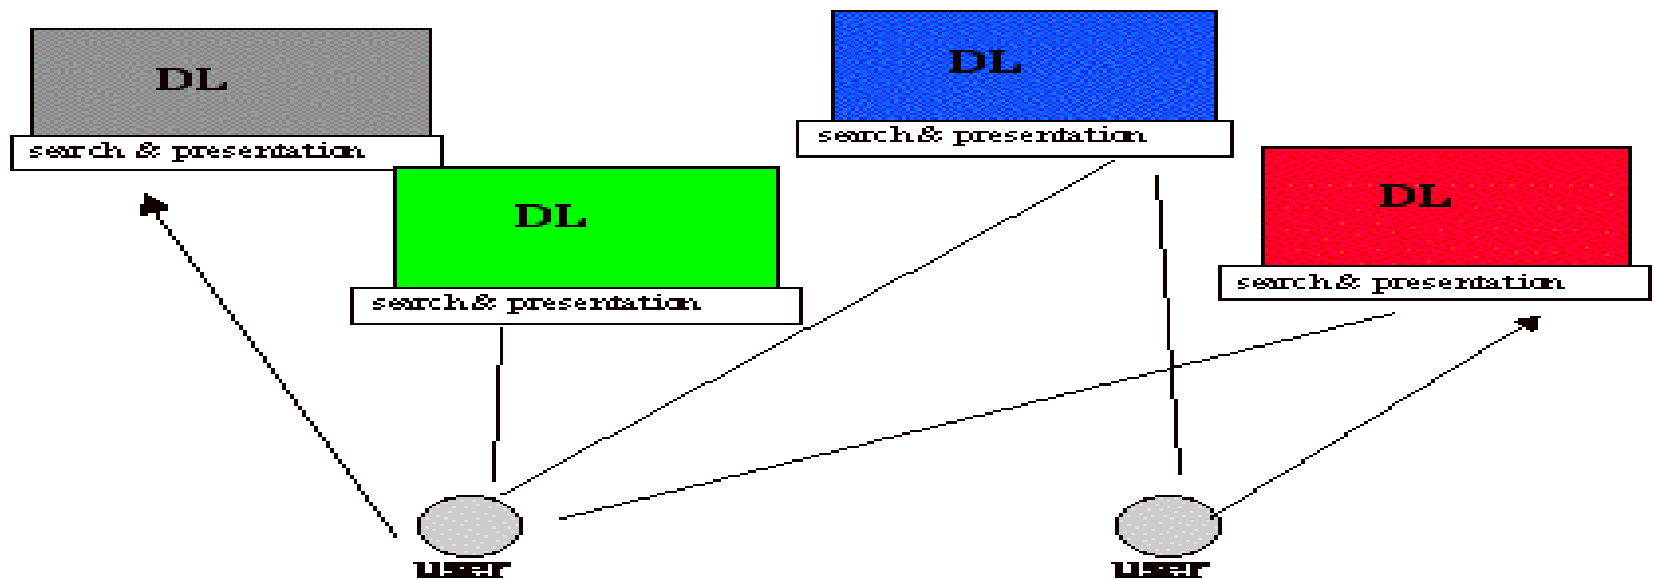 DL
search & presentation
DL
search & presentation
DL
search & presentation
DL
search & presentation
user
user